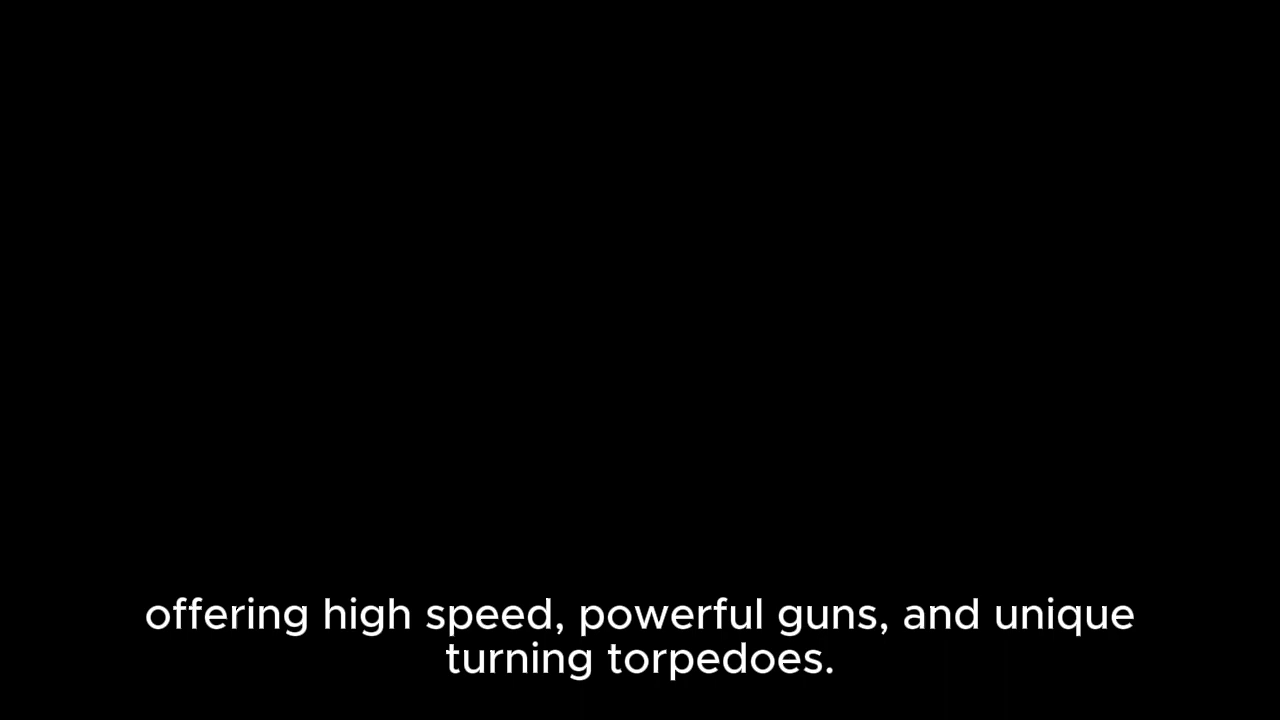 offering high speed, powerful guns, and unique
turning torpedoes.